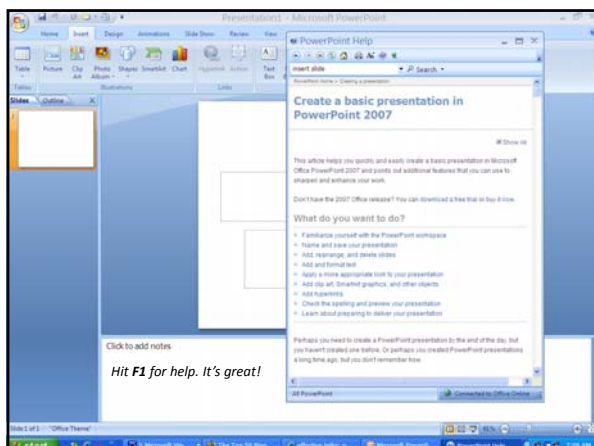 Presentation1 - Microsoft PowerPoint
Home Insert Design Animations Slide Show Review View
Table Picture Clip Art Photo Album Shapes SmartArt Chart Hyperlink Action Text Box
Tables Illustrations Links
Slides Outline
PowerPoint Help
insert slide Search
PowerPoint Home > Creating a presentation
Create a basic presentation in
PowerPoint 2007
Show All
This article helps you quickly and easily create a basic presentation in Microsoft
Office PowerPoint 2007 and points out additional features that you can use to
sharpen and enhance your work.
Don't have the 2007 Office release? You can download a free trial or buy it now.
What do you want to do?
Familiarize yourself with the PowerPoint workspace
Name and save your presentation
Add, rearrange, and delete slides
Add and format text
Apply a more appropriate look to your presentation
Add clip art, SmartArt graphics, and other objects
Add hyperlinks
Check the spelling and preview your presentation
Learn about preparing to deliver your presentation
Perhaps you need to create a PowerPoint presentation by the end of the day, but
you haven't created one before. Or perhaps you created PowerPoint presentations
a long time ago, but you don't remember how.
All PowerPoint Connected to Office Online
Click to add notes
Hit F1 for help. It's great!
Slide 1 of 1 "Office Theme" 41%
start